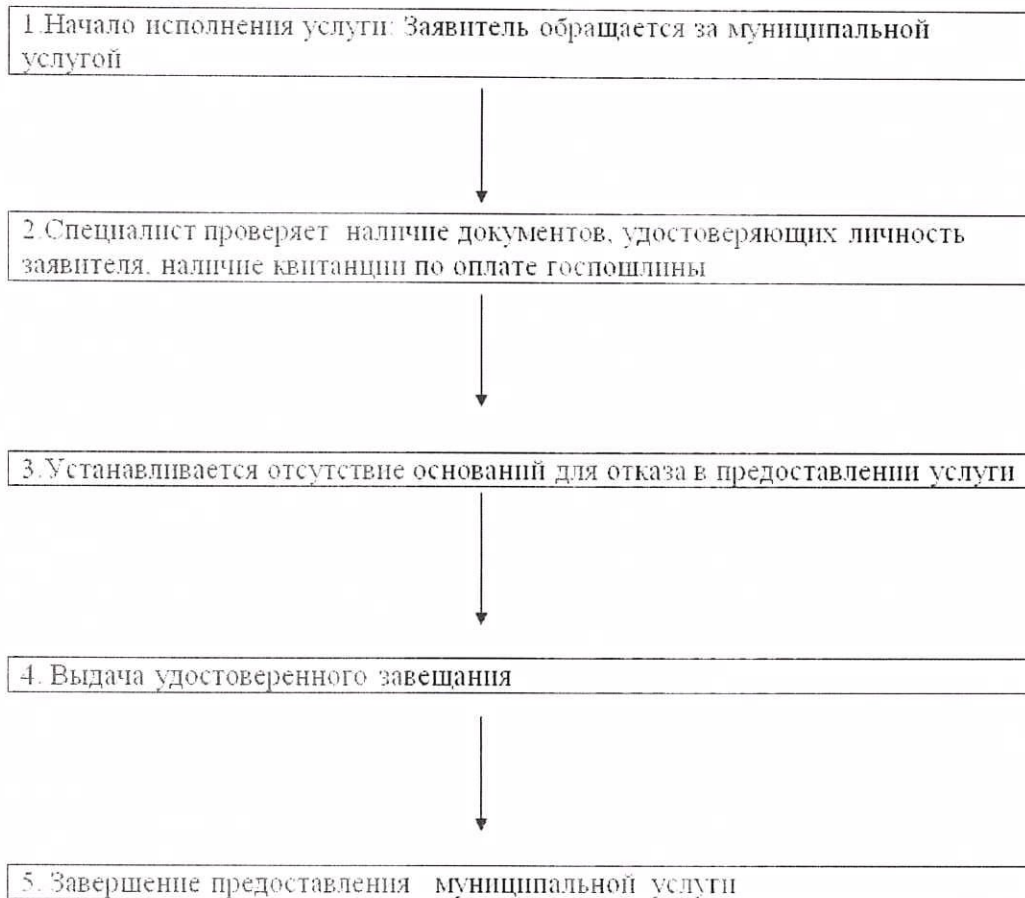 1.Начало исполнения услуги: Заявитель обращается за муниципальной
услугой
2.Специалист проверяет наличие документов, удостоверяющих личность
заявителя, наличие квитанции по оплате госпошлины
3.Устанавливается отсутствие оснований для отказа в предоставлении услуги
4. Выдача удостоверенного завещания
5. Завершение предоставления муниципальной услуги